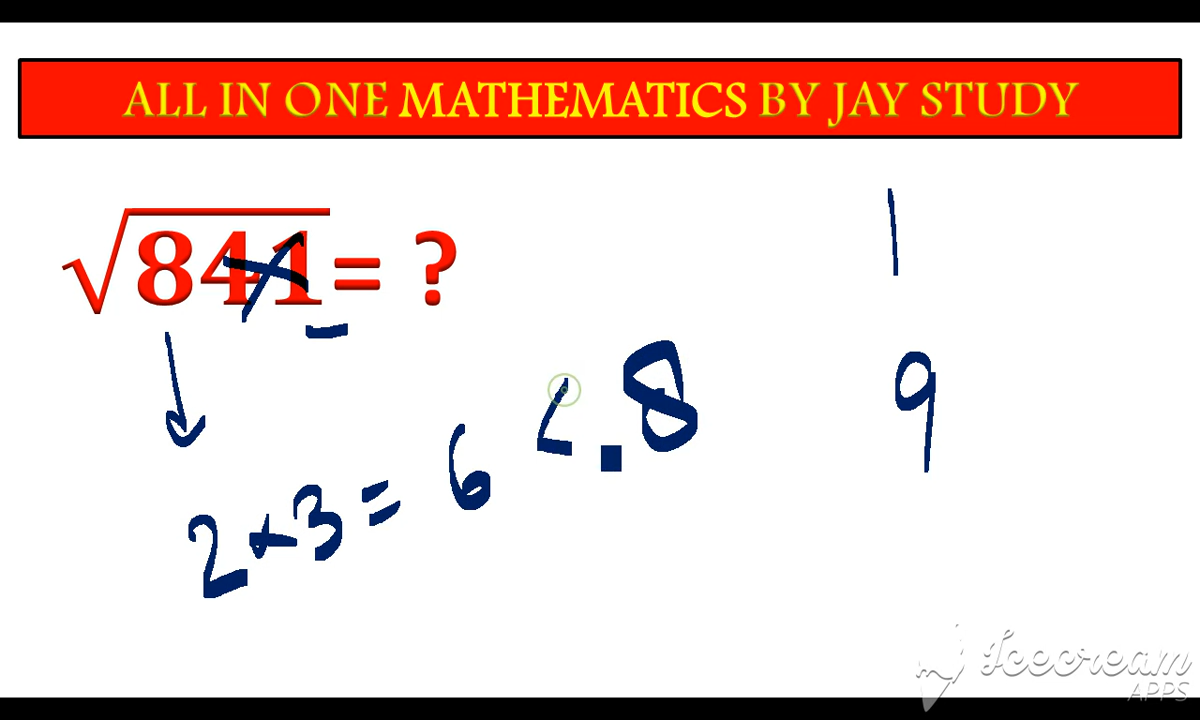 ALL IN ONE MATHEMATICS BY JAY STUDY
√841 = ?
1
9
2 × 3 = 6 < . 8
Icecream
APPS